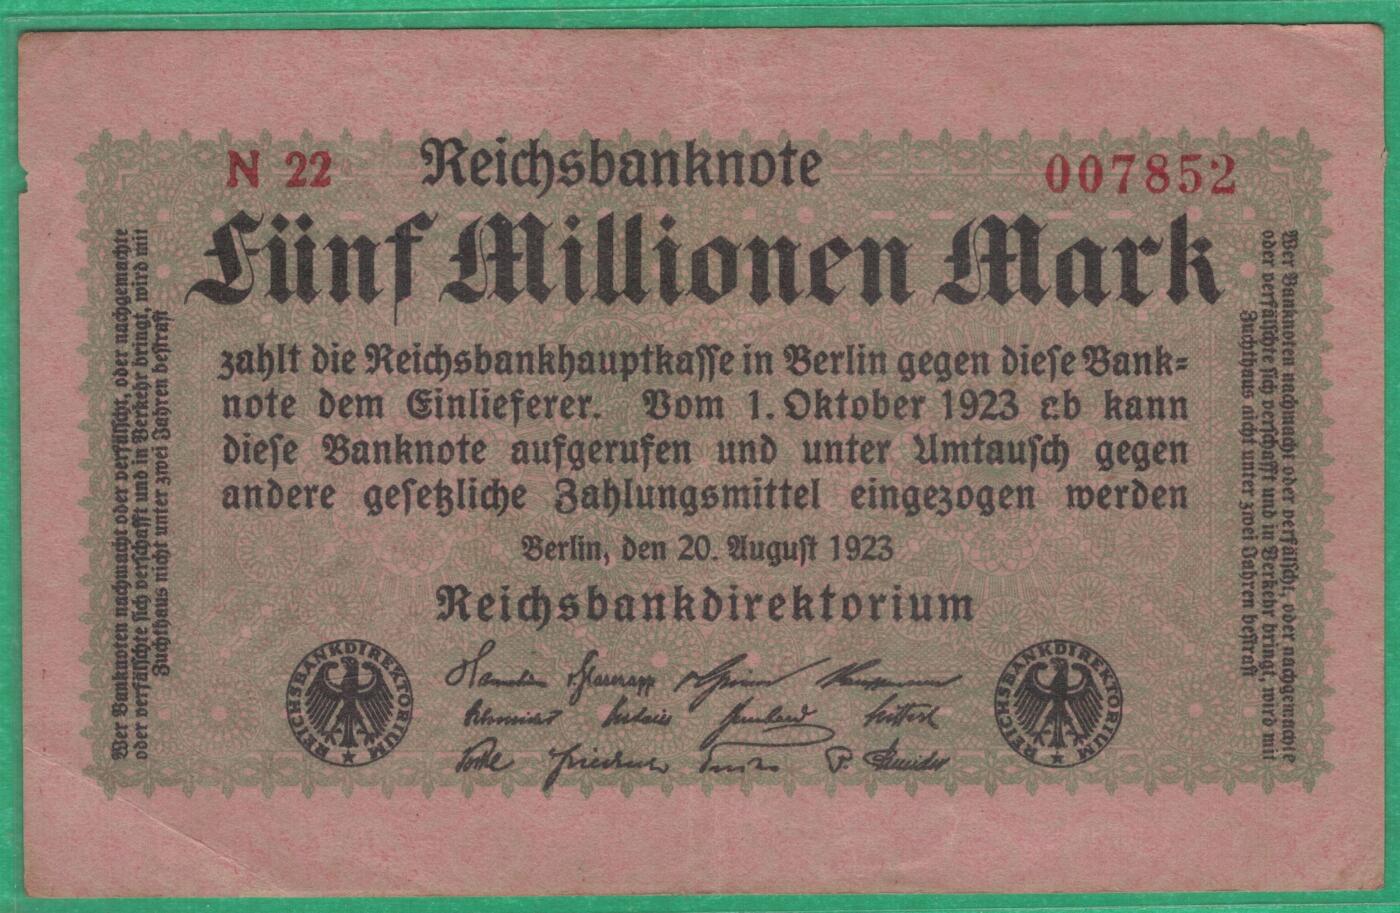 N 22 Reichsbanknote 007852
Fünf Millionen Mark
zahlt die Reichsbankhauptkasse in Berlin gegen diese Bank=
note dem Einlieferer. Vom 1. Oktober 1923 ab kann
diese Banknote aufgerufen und unter Umtausch gegen
andere gesetzliche Zahlungsmittel eingezogen werden
Berlin, den 20. August 1923
Reichsbankdirektorium
REICHSBANKDIREKTORIUM
REICHSBANKDIREKTORIUM
Wer Banknoten nachmacht oder verfälscht, oder nachgemachte
oder verfälschte sich verschafft und in Verkehr bringt, wird mit
Zuchthaus nicht unter zwei Jahren bestraft
Wer Banknoten nachmacht oder verfälscht, oder nachgemachte
oder verfälschte sich verschafft und in Verkehr bringt, wird mit
Zuchthaus nicht unter zwei Jahren bestraft